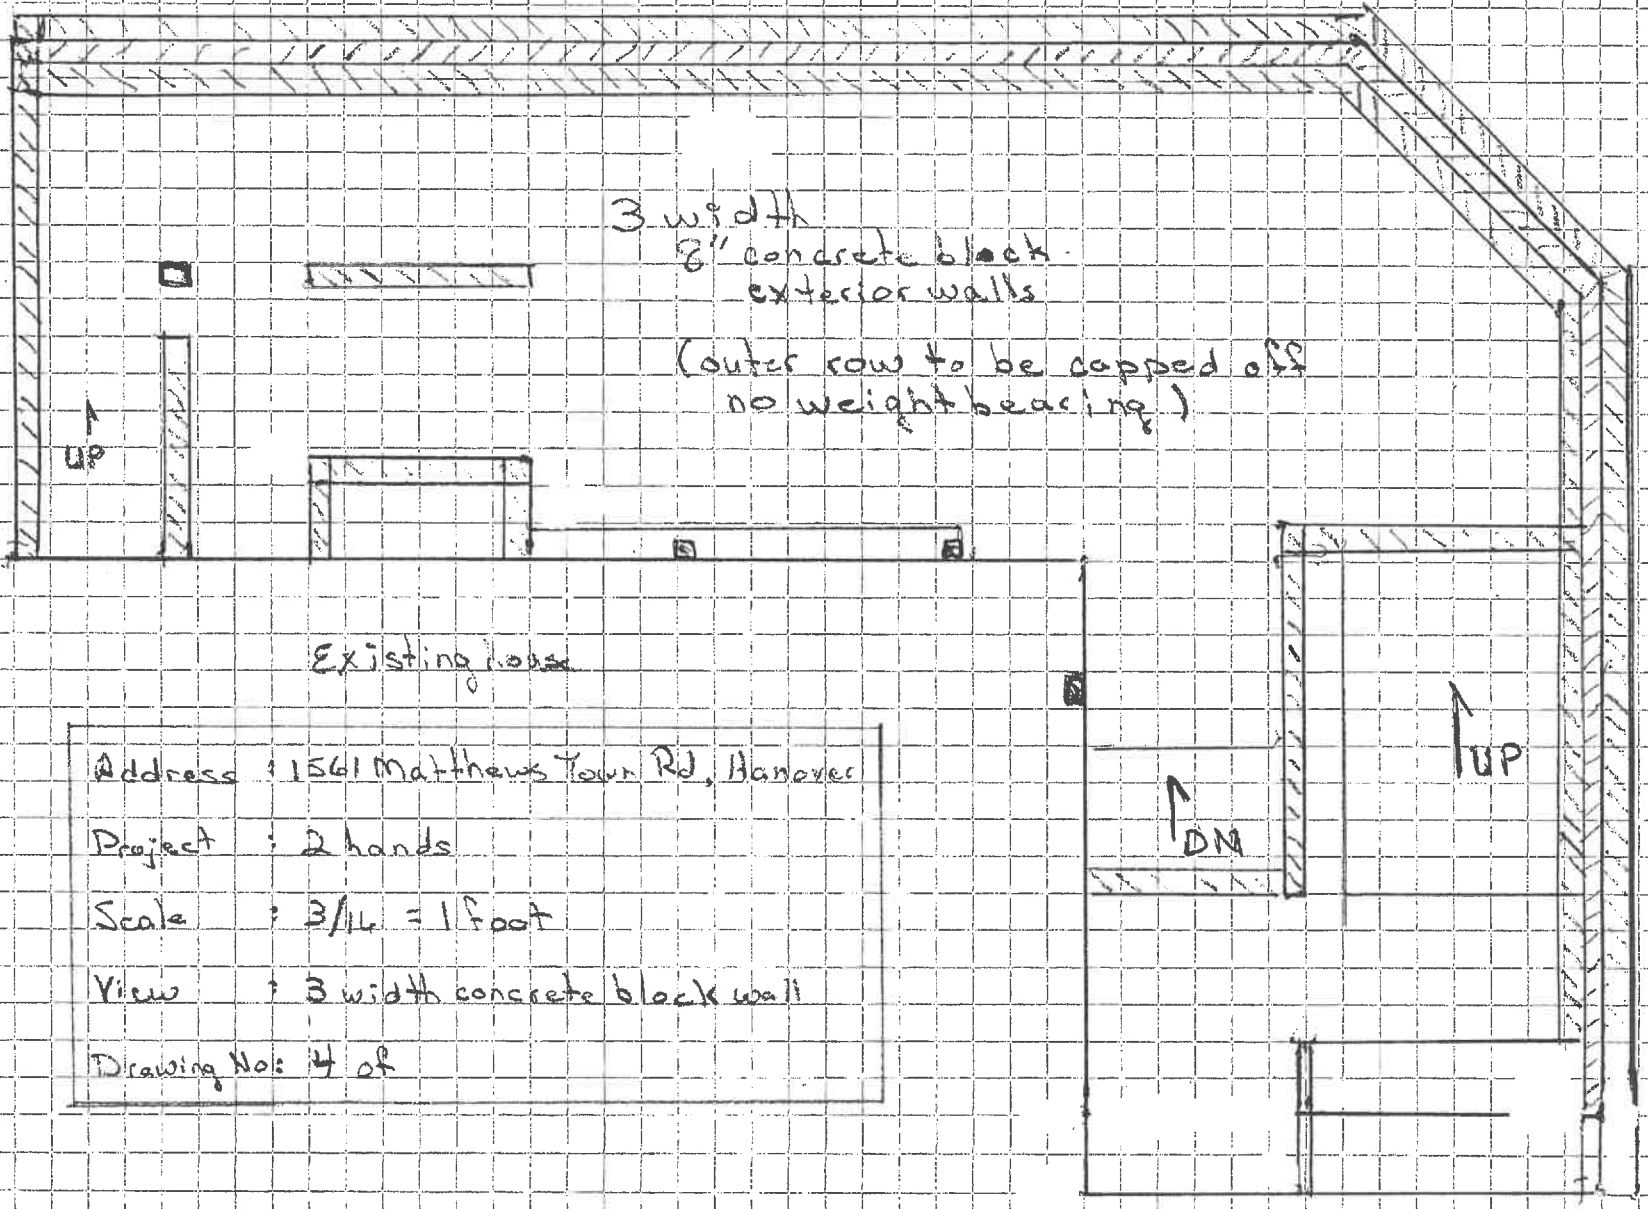 3 width
8" concrete block
exterior walls
(outer row to be capped off
no weight bearing)
UP
Existing house
UP
DN
Address : 1561 Matthews Town Rd, Hanover
Project : 2 hands
Scale : 3/16 = 1 foot
View : 3 width concrete block wall
Drawing No: 4 of